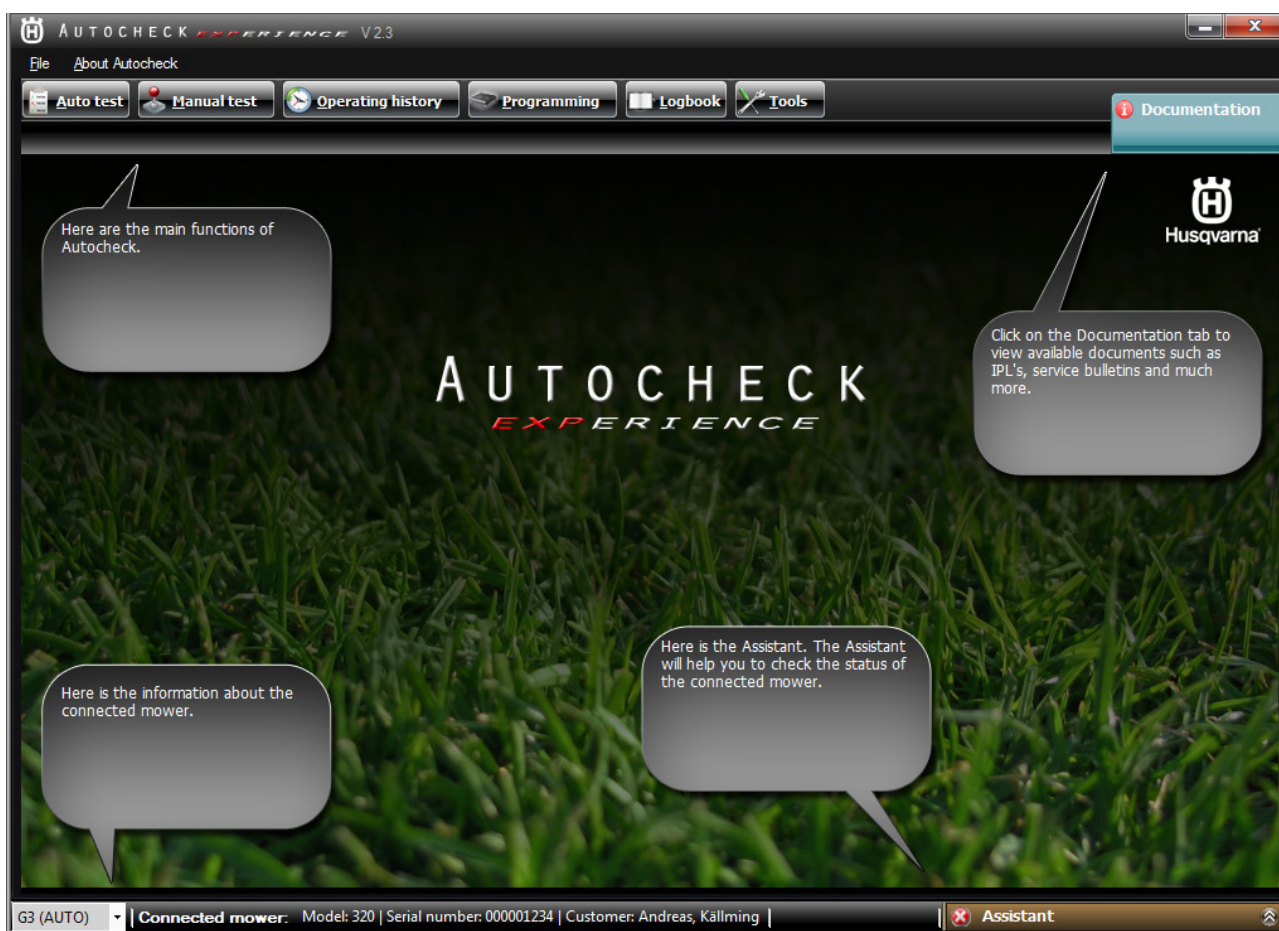 AUTOCHECK EXPERIENCE V 2.3
File About Autocheck
Auto test Manual test Operating history Programming Logbook Tools
Documentation
Here are the main functions of
Autocheck.
Husqvarna
Click on the Documentation tab to
view available documents such as
IPL's, service bulletins and much
more.
AUTOCHECK
EXPERIENCE
Here is the Assistant. The Assistant
will help you to check the status of
the connected mower.
Here is the information about the
connected mower.
G3 (AUTO) Connected mower: Model: 320 | Serial number: 000001234 | Customer: Andreas, Källming | Assistant